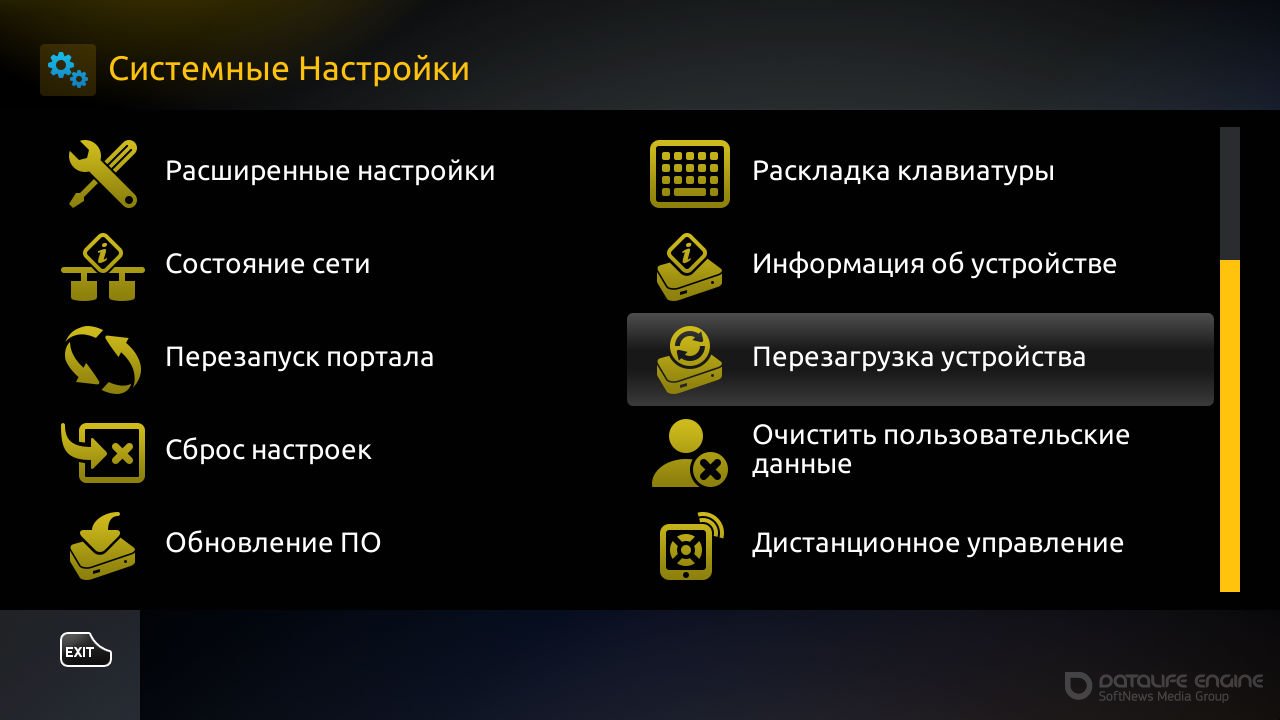 Системные Настройки
Расширенные настройки
Раскладка клавиатуры
Состояние сети
Информация об устройстве
Перезапуск портала
Перезагрузка устройства
Сброс настроек
Очистить пользовательские
данные
Обновление ПО
Дистанционное управление
EXIT
DATALIFE ENGINE
SoftNews Media Group